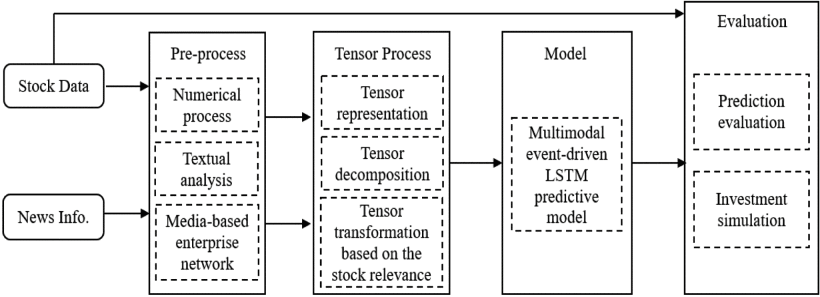 Stock Data
News Info.
Pre-process
Numerical
process
Textual
analysis
Media-based
enterprise
network
Tensor Process
Tensor
representation
Tensor
decomposition
Tensor
transformation
based on the
stock relevance
Model
Multimodal
event-driven
LSTM
predictive
model
Evaluation
Prediction
evaluation
Investment
simulation